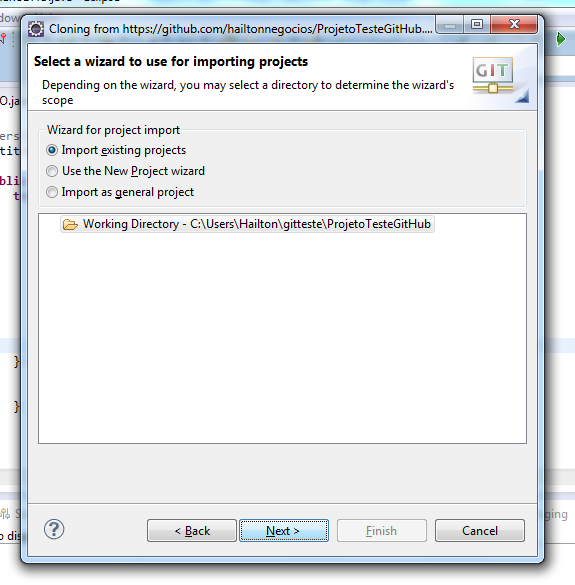 Cloning from https://github.com/hailtonnegocios/ProjetoTesteGitHub....
Select a wizard to use for importing projects
Depending on the wizard, you may select a directory to determine the wizard's
scope
GIT
Wizard for project import
Import existing projects
Use the New Project wizard
Import as general project
Working Directory - C:\Users\Hailton\gitteste\ProjetoTesteGitHub
}
}
< Back
Next >
Finish
Cancel